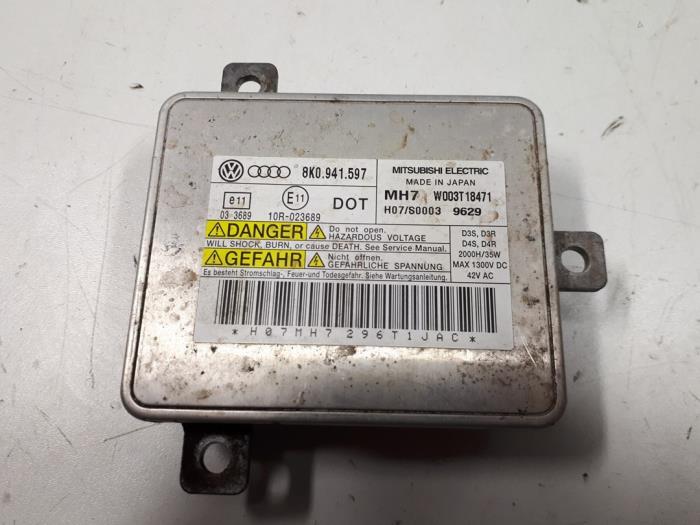 8K0.941.597
MITSUBISHI ELECTRIC
MADE IN JAPAN
e11
E11
DOT
MH7 W003T18471
03 3689
10R-023689
H07/S0003 9629
DANGER
Do not open.
HAZARDOUS VOLTAGE
WILL SHOCK, BURN, or cause DEATH. See Service Manual.
GEFAHR
Nicht öffnen.
GEFÄHRLICHE SPANNUNG
Es besteht Stromschlag-, Feuer-und Todesgefahr. Siehe Wartungsanleitung.
D3S, D3R
D4S, D4R
2000H/35W
MAX 1300V DC
42V AC
*H07MH7296T1JAC*